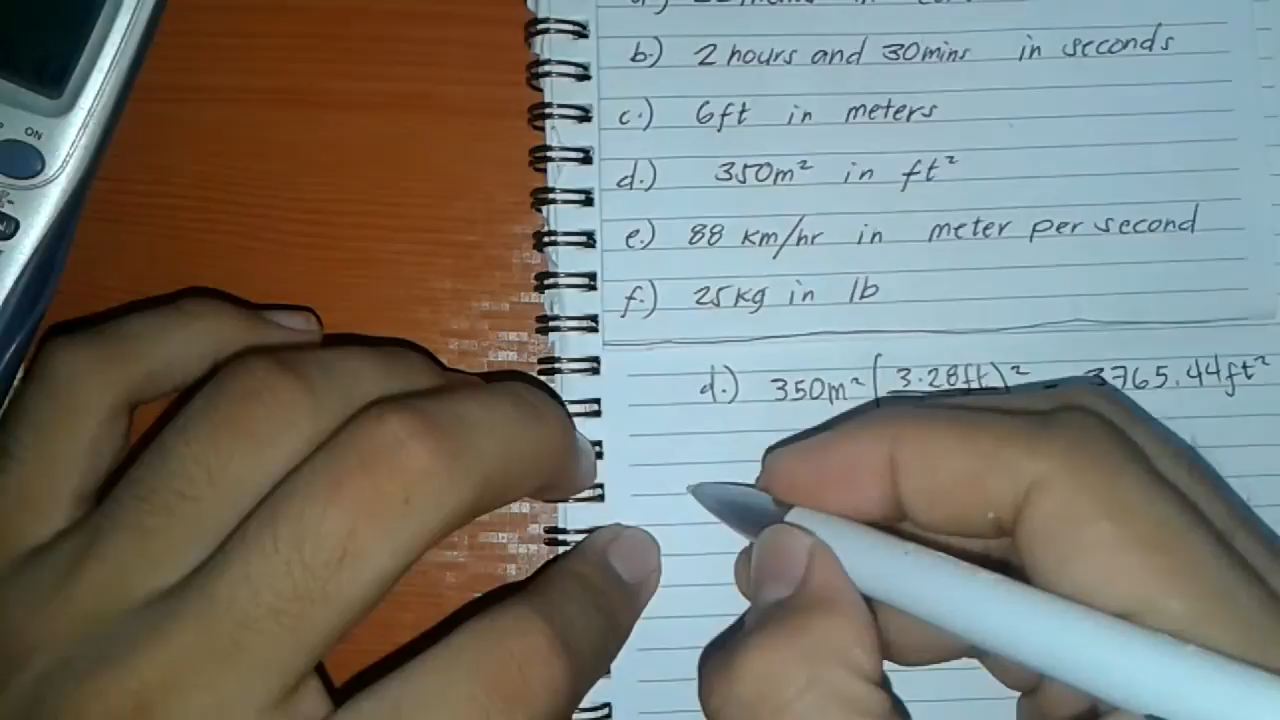 ON
b.) 2 hours and 30mins in seconds
c.) 6ft in meters
d.) 350m² in ft²
e.) 88 km/hr in meter per second
f.) 25kg in lb
d.) 350m² (3.28ft)² = 3765.44ft²